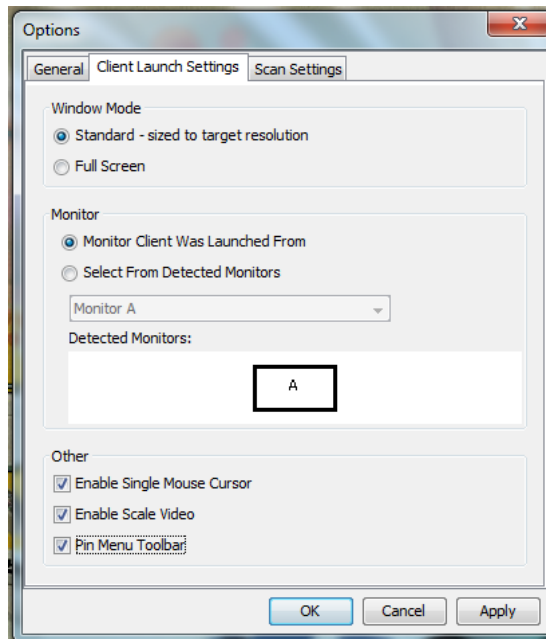 Options
General Client Launch Settings Scan Settings
Window Mode
Standard - sized to target resolution
Full Screen
Monitor
Monitor Client Was Launched From
Select From Detected Monitors
Monitor A
Detected Monitors:
A
Other
Enable Single Mouse Cursor
Enable Scale Video
Pin Menu Toolbar
OK Cancel Apply